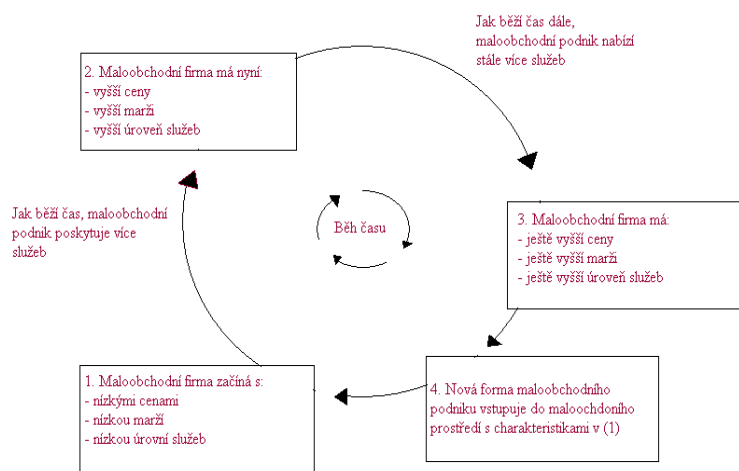 Jak běží čas dále,
maloobchodní podnik nabízí
stále více služeb
2. Maloobchodní firma má nyní:
- vyšší ceny
- vyšší marži
- vyšší úroveň služeb
Jak běží čas, maloobchodní
podnik poskytuje více
služeb
Běh času
3. Maloobchodní firma má:
- ještě vyšší ceny
- ještě vyšší marži
- ještě vyšší úroveň služeb
1. Maloobchodní firma začíná s:
- nízkými cenami
- nízkou marží
- nízkou úrovní služeb
4. Nová forma maloobchodního
podniku vstupuje do maloochdoního
prostředí s charakteristikami v (1)